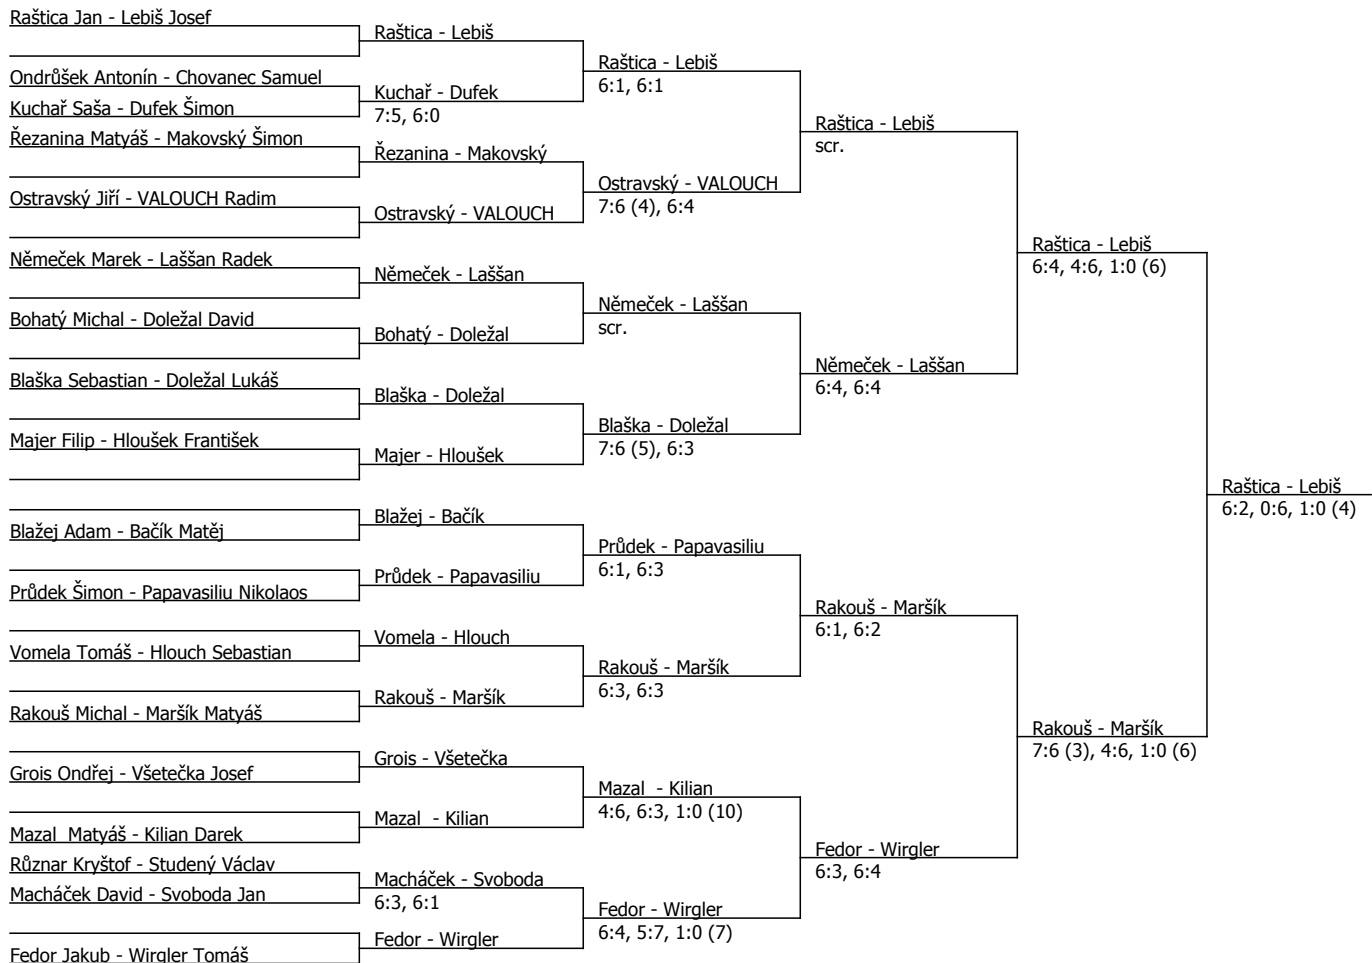 Raštica Jan - Lebiš Josef
Ondrůšek Antonín - Chovanec Samuel
Kuchař Saša - Dufek Šimon
Řezanina Matyáš - Makovský Šimon
Ostravský Jiří - VALOUCH Radim
Němeček Marek - Laššan Radek
Bohatý Michal - Doležal David
Blaška Sebastian - Doležal Lukáš
Majer Filip - Hloušek František
Blažej Adam - Bačík Matěj
Průdek Šimon - Papavasiliu Nikolaos
Vomela Tomáš - Hlouch Sebastian
Rakouš Michal - Maršík Matyáš
Grois Ondřej - Všetečka Josef
Mazal  Matyáš - Kilian Darek
Různar Kryštof - Studený Václav
Macháček David - Svoboda Jan
Fedor Jakub - Wirgler Tomáš
Raštica - Lebiš
Kuchař - Dufek
7:5, 6:0
Řezanina - Makovský
Ostravský - VALOUCH
Němeček - Laššan
Bohatý - Doležal
Blaška - Doležal
Majer - Hloušek
Blažej - Bačík
Průdek - Papavasiliu
Vomela - Hlouch
Rakouš - Maršík
Grois - Všetečka
Mazal  - Kilian
Macháček - Svoboda
6:3, 6:1
Fedor - Wirgler
Raštica - Lebiš
6:1, 6:1
Ostravský - VALOUCH
7:6 (4), 6:4
Němeček - Laššan
scr.
Blaška - Doležal
7:6 (5), 6:3
Průdek - Papavasiliu
6:1, 6:3
Rakouš - Maršík
6:3, 6:3
Mazal  - Kilian
4:6, 6:3, 1:0 (10)
Fedor - Wirgler
6:4, 5:7, 1:0 (7)
Raštica - Lebiš
scr.
Němeček - Laššan
6:4, 6:4
Rakouš - Maršík
6:1, 6:2
Fedor - Wirgler
6:3, 6:4
Raštica - Lebiš
6:4, 4:6, 1:0 (6)
Rakouš - Maršík
7:6 (3), 4:6, 1:0 (6)
Raštica - Lebiš
6:2, 0:6, 1:0 (4)